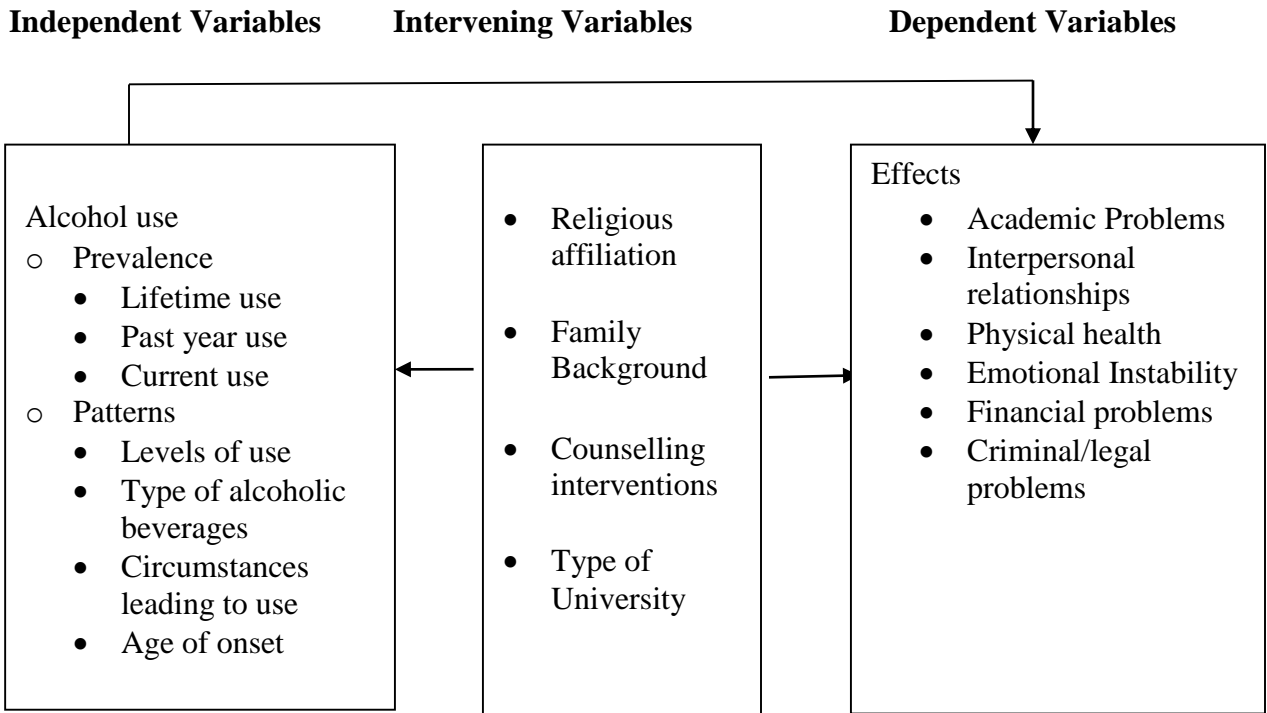 Independent Variables
Intervening Variables
Dependent Variables
Alcohol use
o Prevalence
• Lifetime use
• Past year use
• Current use
o Patterns
• Levels of use
• Type of alcoholic
beverages
• Circumstances
leading to use
• Age of onset
• Religious
affiliation
• Family
Background
• Counselling
interventions
• Type of
University
Effects
• Academic Problems
• Interpersonal
relationships
• Physical health
• Emotional Instability
• Financial problems
• Criminal/legal
problems